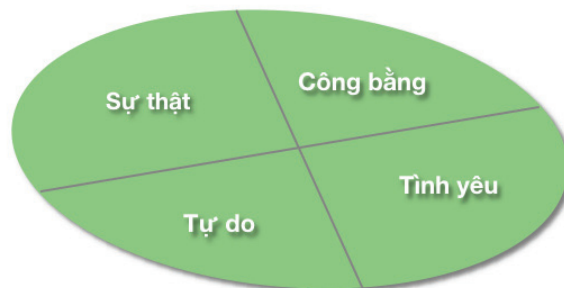 Sự thật
Công bằng
Tự do
Tình yêu